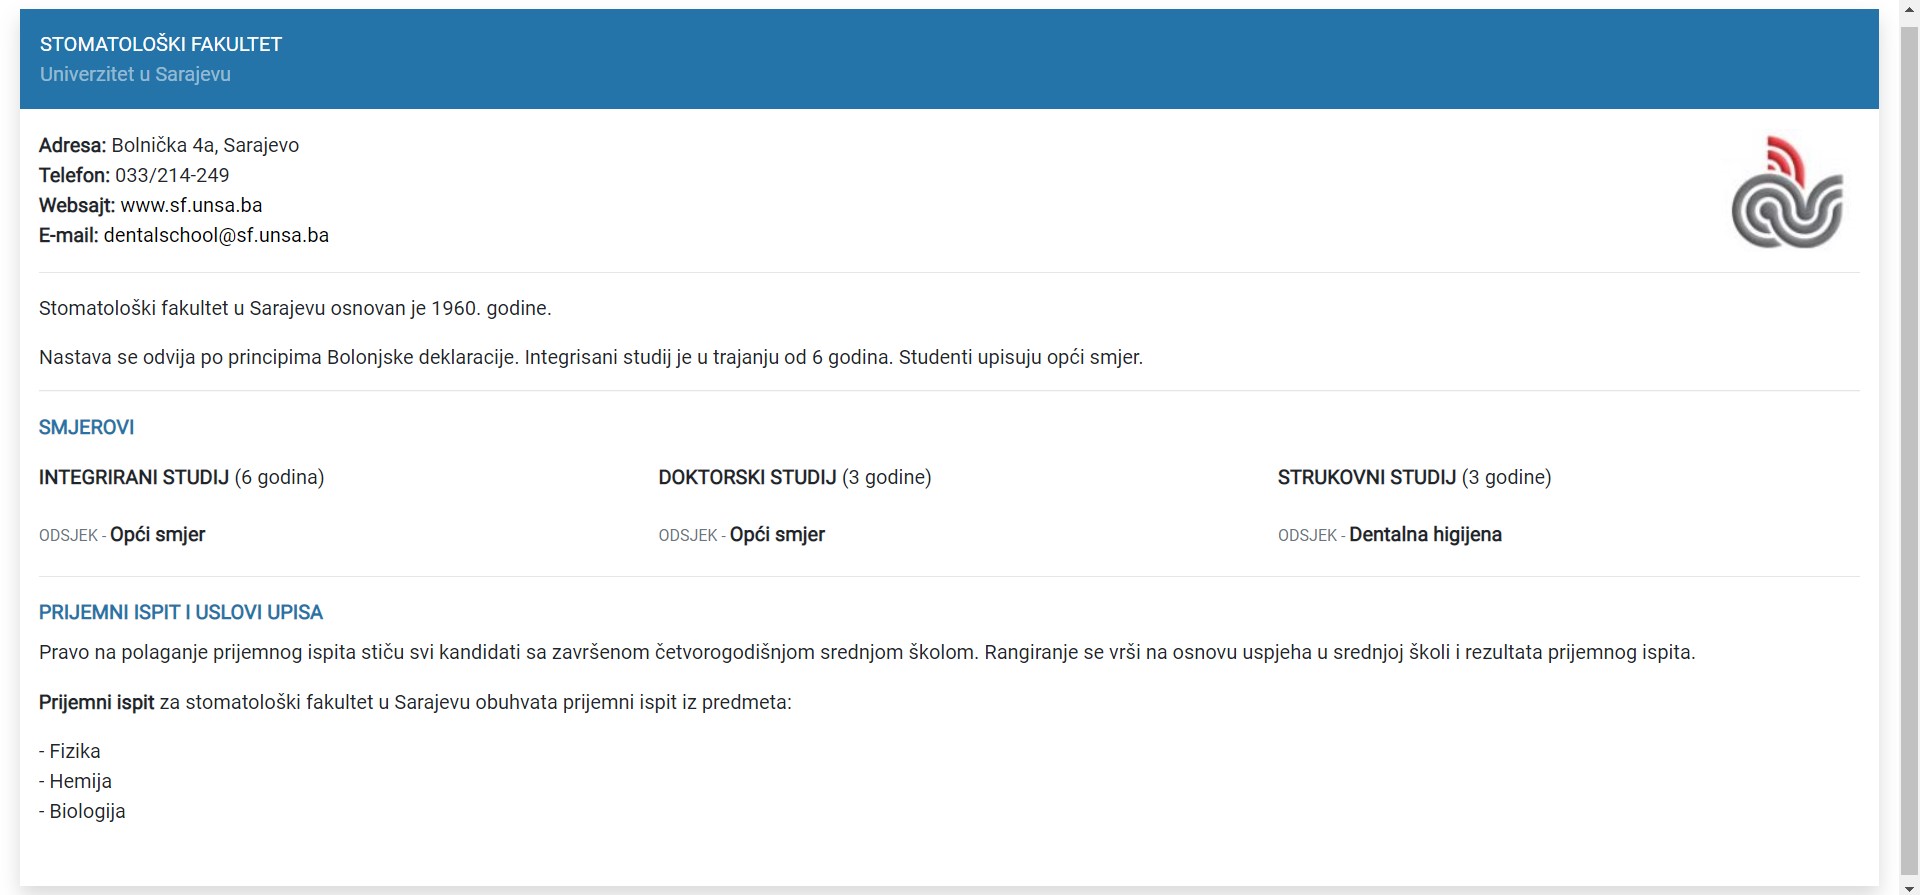 STOMATOLOŠKI FAKULTET
Univerzitet u Sarajevu
Adresa: Bolnička 4a, Sarajevo
Telefon: 033/214-249
Websajt: www.sf.unsa.ba
E-mail: dentalschool@sf.unsa.ba
Stomatološki fakultet u Sarajevu osnovan je 1960. godine.
Nastava se odvija po principima Bolonjske deklaracije. Integrisani studij je u trajanju od 6 godina. Studenti upisuju opći smjer.
SMJEROVI
INTEGRIRANI STUDIJ (6 godina)
ODSJEK - Opći smjer
DOKTORSKI STUDIJ (3 godine)
ODSJEK - Opći smjer
STRUKOVNI STUDIJ (3 godine)
ODSJEK - Dentalna higijena
PRIJEMNI ISPIT I USLOVI UPISA
Pravo na polaganje prijemnog ispita stiču svi kandidati sa završenom četvorogodišnjom srednjom školom. Rangiranje se vrši na osnovu uspjeha u srednjoj školi i rezultata prijemnog ispita.
Prijemni ispit za stomatološki fakultet u Sarajevu obuhvata prijemni ispit iz predmeta:
- Fizika
- Hemija
- Biologija